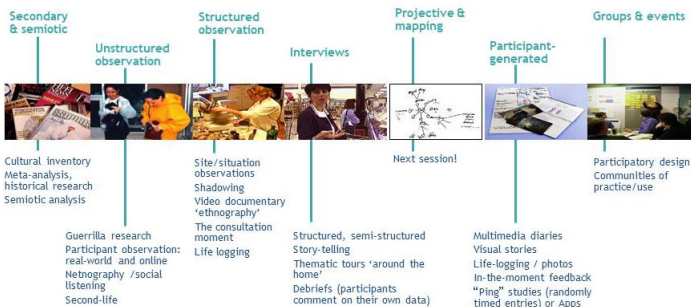 Secondary
& semiotic
Cultural inventory
Meta-analysis,
historical research
Semiotic analysis
Unstructured
observation
Guerrilla research
Participant observation:
real-world and online
Netnography /social
listening
Second-life
Structured
observation
Site/situation
observations
Shadowing
Video documentary
‘ethnography’
The consultation
moment
Life logging
Interviews
Structured, semi-structured
Story-telling
Thematic tours ‘around the
home’
Debriefs (participants
comment on their own data)
Projective &
mapping
Next session!
Participant-
generated
Multimedia diaries
Visual stories
Life-logging / photos
In-the-moment feedback
“Ping” studies (randomly
timed entries) or Apps
Groups & events
Participatory design
Communities of
practice/use